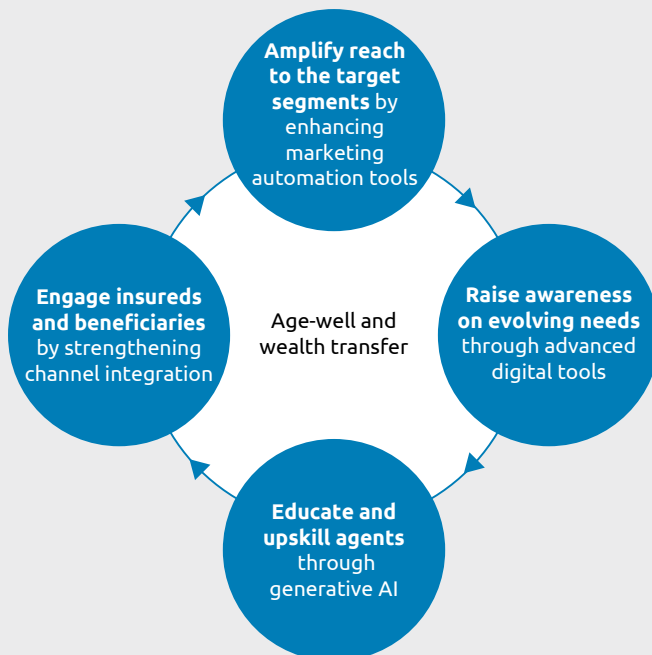 Amplify reach
to the target
segments by
enhancing
marketing
automation tools
Engage insureds
and beneficiaries
by strengthening
channel integration
Age-well and
wealth transfer
Raise awareness
on evolving needs
through advanced
digital tools
Educate and
upskill agents
through
generative AI